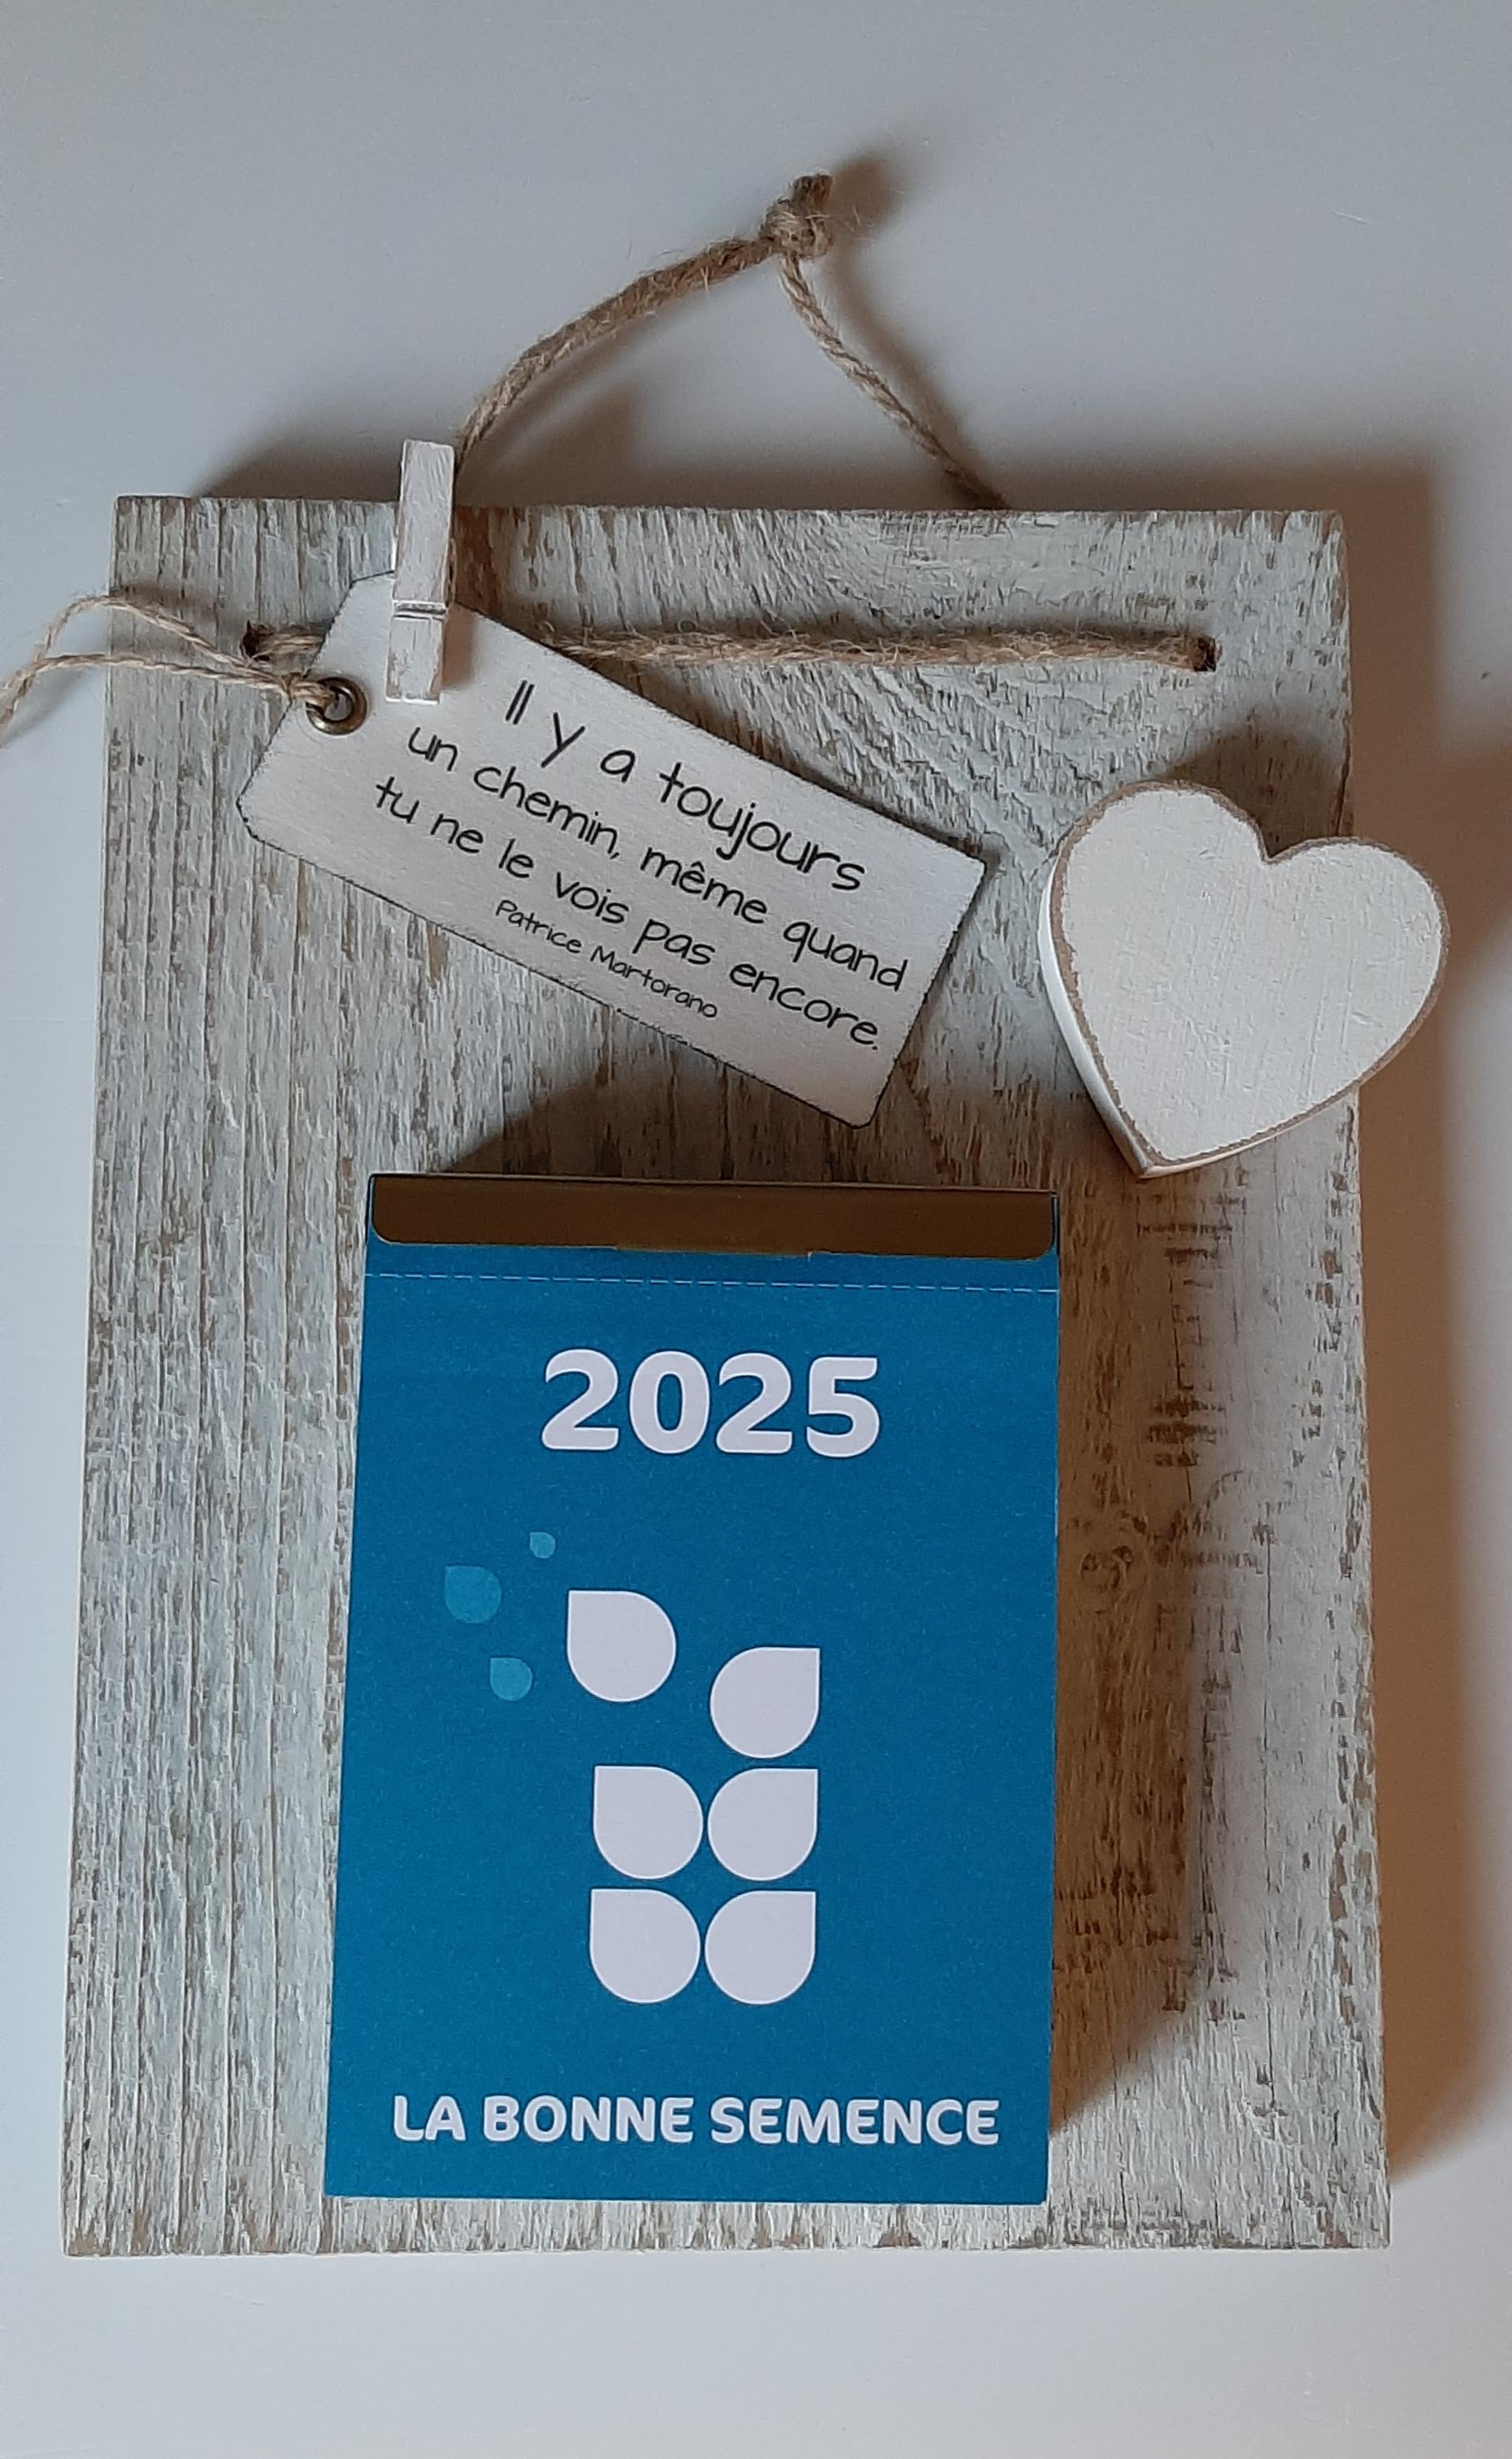 Il y a toujours
un chemin, même quand
tu ne le vois pas encore.
Patrice Martorano
2025
LA BONNE SEMENCE